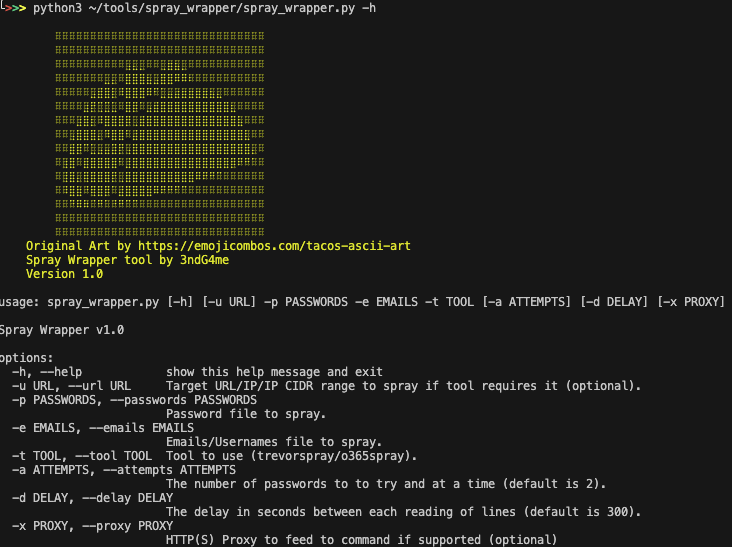 >>> python3 ~/tools/spray_wrapper/spray_wrapper.py -h
Original Art by https://emojicombos.com/tacos-ascii-art
Spray Wrapper tool by 3ndG4me
Version 1.0
usage: spray_wrapper.py [-h] [-u URL] -p PASSWORDS -e EMAILS -t TOOL [-a ATTEMPTS] [-d DELAY] [-x PROXY]
Spray Wrapper v1.0
options:
-h, --help show this help message and exit
-u URL, --url URL Target URL/IP/IP CIDR range to spray if tool requires it (optional).
-p PASSWORDS, --passwords PASSWORDS
Password file to spray.
-e EMAILS, --emails EMAILS
Emails/Usernames file to spray.
-t TOOL, --tool TOOL Tool to use (trevorspray/o365spray).
-a ATTEMPTS, --attempts ATTEMPTS
The number of passwords to to try and at a time (default is 2).
-d DELAY, --delay DELAY
The delay in seconds between each reading of lines (default is 300).
-x PROXY, --proxy PROXY
HTTP(S) Proxy to feed to command if supported (optional)